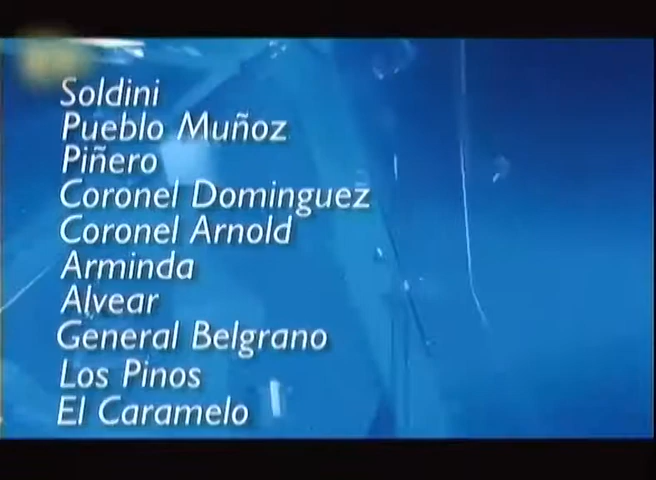 Soldini
Pueblo Muñoz
Piñero
Coronel Dominguez
Coronel Arnold
Arminda
Alvear
General Belgrano
Los Pinos
El Caramelo